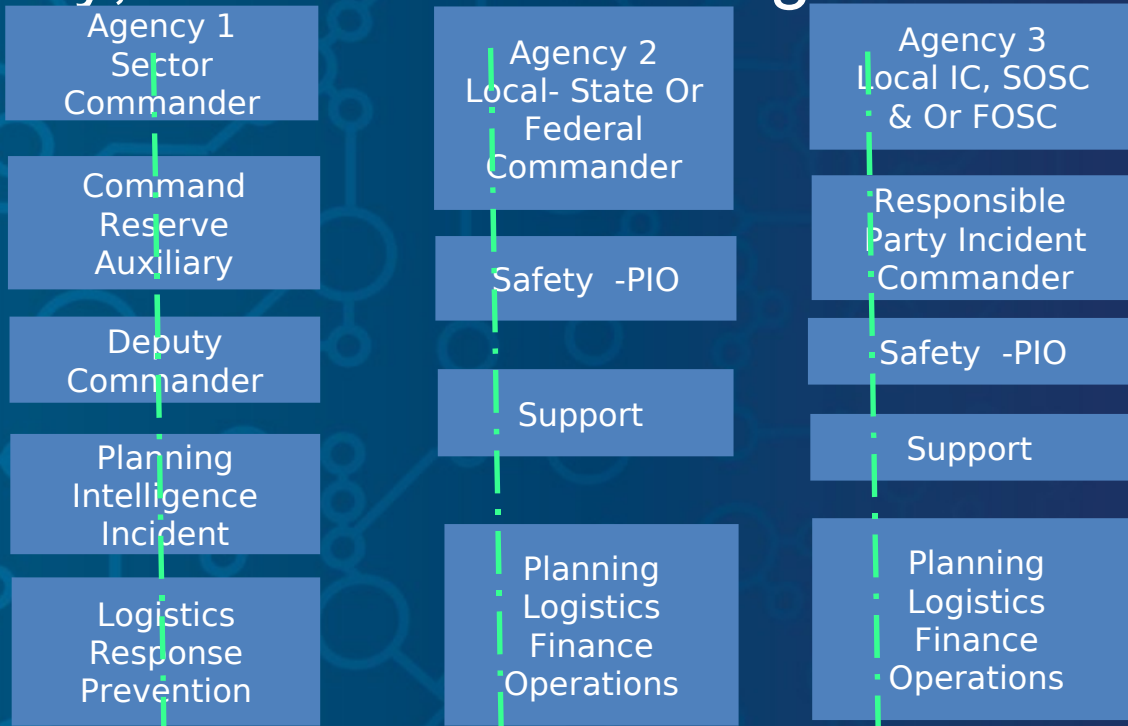 Agency 1
Sector
Commander
Command
Reserve
Auxiliary
Deputy
Commander
Planning
Intelligence
Incident
Logistics
Response
Prevention
Agency 2
Local- State Or
Federal
Commander
Safety -PIO
Support
Planning
Logistics
Finance
Operations
Agency 3
Local IC, SOSC
& Or FOSC
Responsible
Party Incident
Commander
Safety -PIO
Support
Planning
Logistics
Finance
Operations